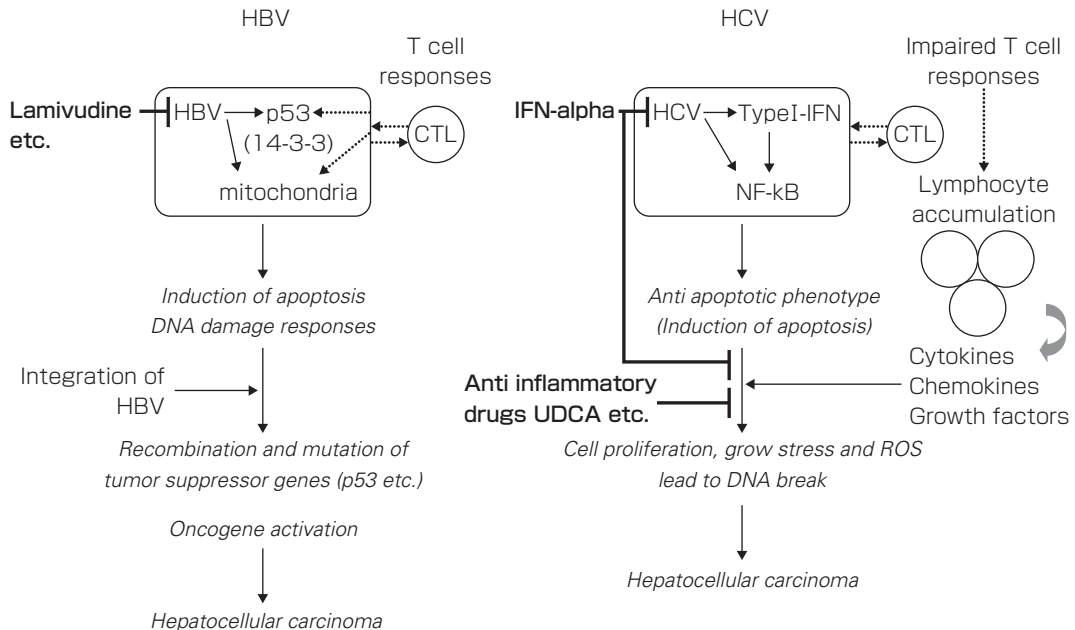 HBV
T cell
responses
Lamivudine
etc.
HBV
p53
(14-3-3)
mitochondria
CTL
Induction of apoptosis
DNA damage responses
Integration of
HBV
Recombination and mutation of
tumor suppressor genes (p53 etc.)
Oncogene activation
Hepatocellular carcinoma
HCV
Impaired T cell
responses
IFN-alpha
HCV
TypeI-IFN
NF-kB
CTL
Lymphocyte
accumulation
Anti apoptotic phenotype
(Induction of apoptosis)
Cytokines
Chemokines
Growth factors
Anti inflammatory
drugs UDCA etc.
Cell proliferation, grow stress and ROS
lead to DNA break
Hepatocellular carcinoma